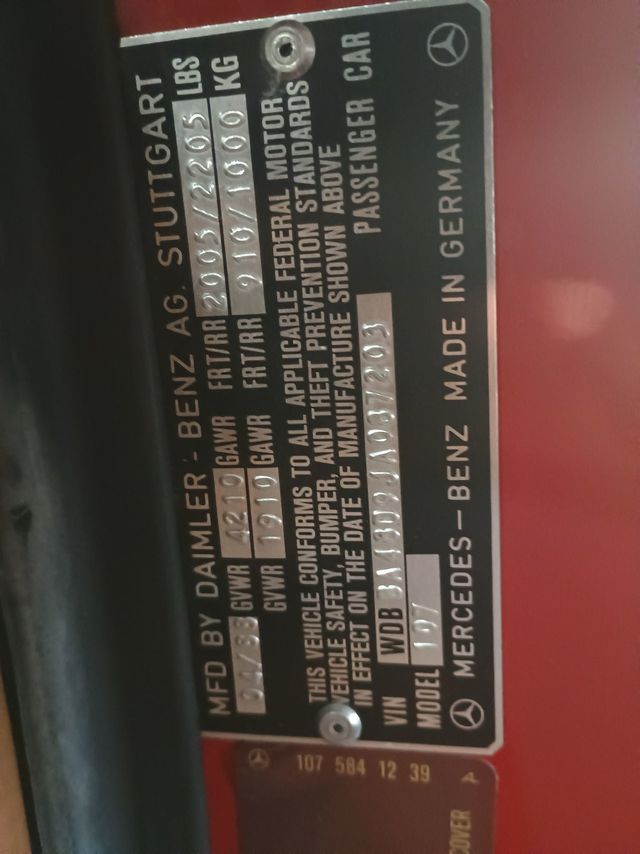 MFD BY DAIMLER - BENZ AG. STUTTGART
04/88 GVWR 4210 GAWR FRT/RR 2005/2205 LBS
GVWR 1910 GAWR FRT/RR 910/1000 KG
THIS VEHICLE CONFORMS TO ALL APPLICABLE FEDERAL MOTOR
VEHICLE SAFETY, BUMPER, AND THEFT PREVENTION STANDARDS
IN EFFECT ON THE DATE OF MANUFACTURE SHOWN ABOVE
VIN WDB BA48D9JA087203 PASSENGER CAR
MODEL 107
MERCEDES-BENZ MADE IN GERMANY
107 584 12 39 A
COVER